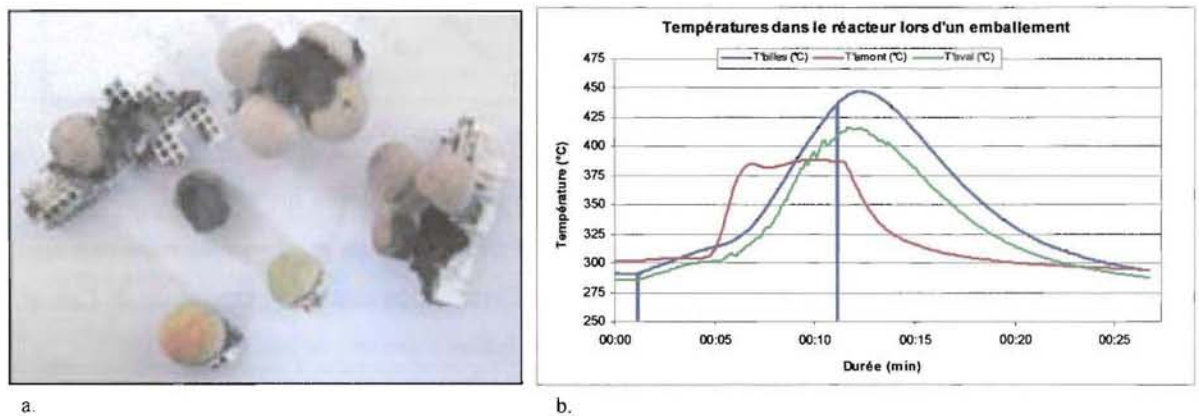 Températures dans le réacteur lors d'un emballement
T°billes (°C) T°amont (°C) T°aval (°C)
475
450
425
400
375
350
325
300
275
250
Température (°C)
00:00 00:05 00:10 00:15 00:20 00:25
Durée (min)
a. b.